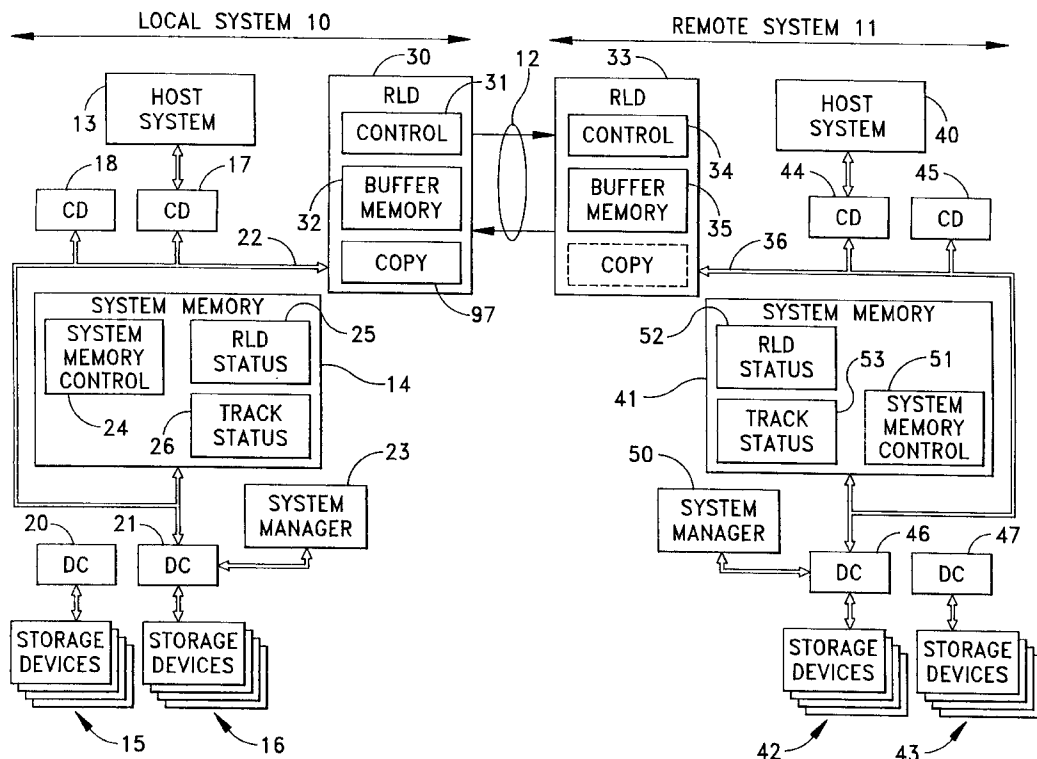 LOCAL SYSTEM 10
REMOTE SYSTEM 11
30
12
33
13
HOST
SYSTEM
RLD
31
CONTROL
RLD
CONTROL
34
HOST
SYSTEM
40
18
17
CD
CD
32
BUFFER
MEMORY
BUFFER
MEMORY
35
44
45
CD
CD
22
COPY
97
COPY
36
SYSTEM MEMORY
SYSTEM
MEMORY
CONTROL
24
25
RLD
STATUS
26
TRACK
STATUS
14
SYSTEM MEMORY
52
RLD
STATUS
41
53
TRACK
STATUS
51
SYSTEM
MEMORY
CONTROL
23
SYSTEM
MANAGER
50
SYSTEM
MANAGER
20
DC
21
DC
46
DC
47
DC
STORAGE
DEVICES
15
STORAGE
DEVICES
16
STORAGE
DEVICES
42
STORAGE
DEVICES
43